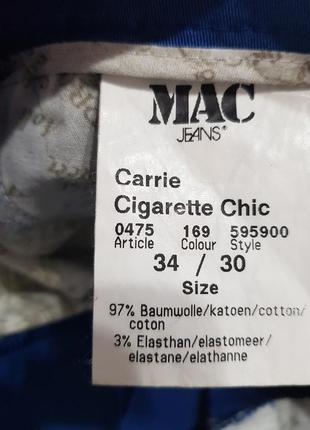 MAC
JEANS®
Carrie
Cigarette Chic
0475 169 595900
Article Colour Style
34 / 30
Size
97% Baumwolle/katoen/cotton/
coton
3% Elasthan/elastomeer/
elastane/elathanne